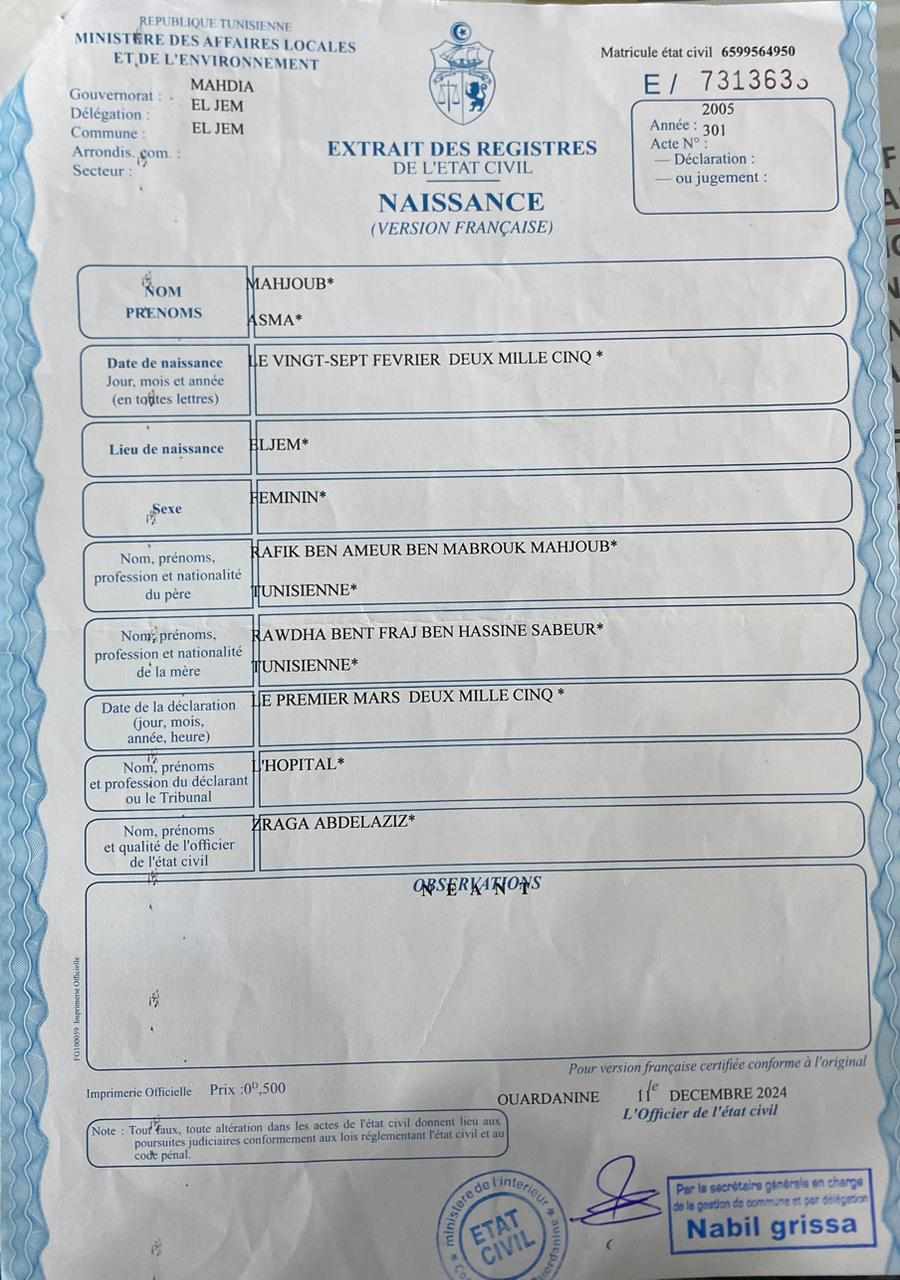 REPUBLIQUE TUNISIENNE
MINISTERE DES AFFAIRES LOCALES
ET DE L'ENVIRONNEMENT
Gouvernorat : MAHDIA
Délégation : EL JEM
Commune : EL JEM
Arrondis. com. :
Secteur :
Matricule état civil 6599564950
E / 7313635
2005
Année : 301
Acte N° :
— Déclaration :
— ou jugement :
EXTRAIT DES REGISTRES
DE L'ETAT CIVIL
NAISSANCE
(VERSION FRANÇAISE)
NOM
PRENOMS
MAHJOUB*
ASMA*
Date de naissance
Jour, mois et année
(en toutes lettres)
LE VINGT-SEPT FEVRIER DEUX MILLE CINQ *
Lieu de naissance
ELJEM*
Sexe
FEMININ*
Nom, prénoms,
profession et nationalité
du père
RAFIK BEN AMEUR BEN MABROUK MAHJOUB*
TUNISIENNE*
Nom, prénoms,
profession et nationalité
de la mère
RAWDHA BENT FRAJ BEN HASSINE SABEUR*
TUNISIENNE*
Date de la déclaration
(jour, mois,
année, heure)
LE PREMIER MARS DEUX MILLE CINQ *
Nom, prénoms
et profession du déclarant
ou le Tribunal
L'HOPITAL*
Nom, prénoms
et qualité de l'officier
de l'état civil
ZRAGA ABDELAZIZ*
OBSERVATIONS
N E A N T
FG100059 Imprimerie Officielle
Pour version française certifiée conforme à l'original
Imprimerie Officielle Prix :0ᴰ,500
OUARDANINE 11 le DECEMBRE 2024
L'Officier de l'état civil
Note : Tout faux, toute altération dans les actes de l'état civil donnent lieu aux
poursuites judiciaires conformement aux lois réglementant l'état civil et au
code pénal.
ministère de l'interieur
ETAT
CIVIL
Par le secrétaire générale en charge
de la gestion de commune et par délégation
Nabil grissa